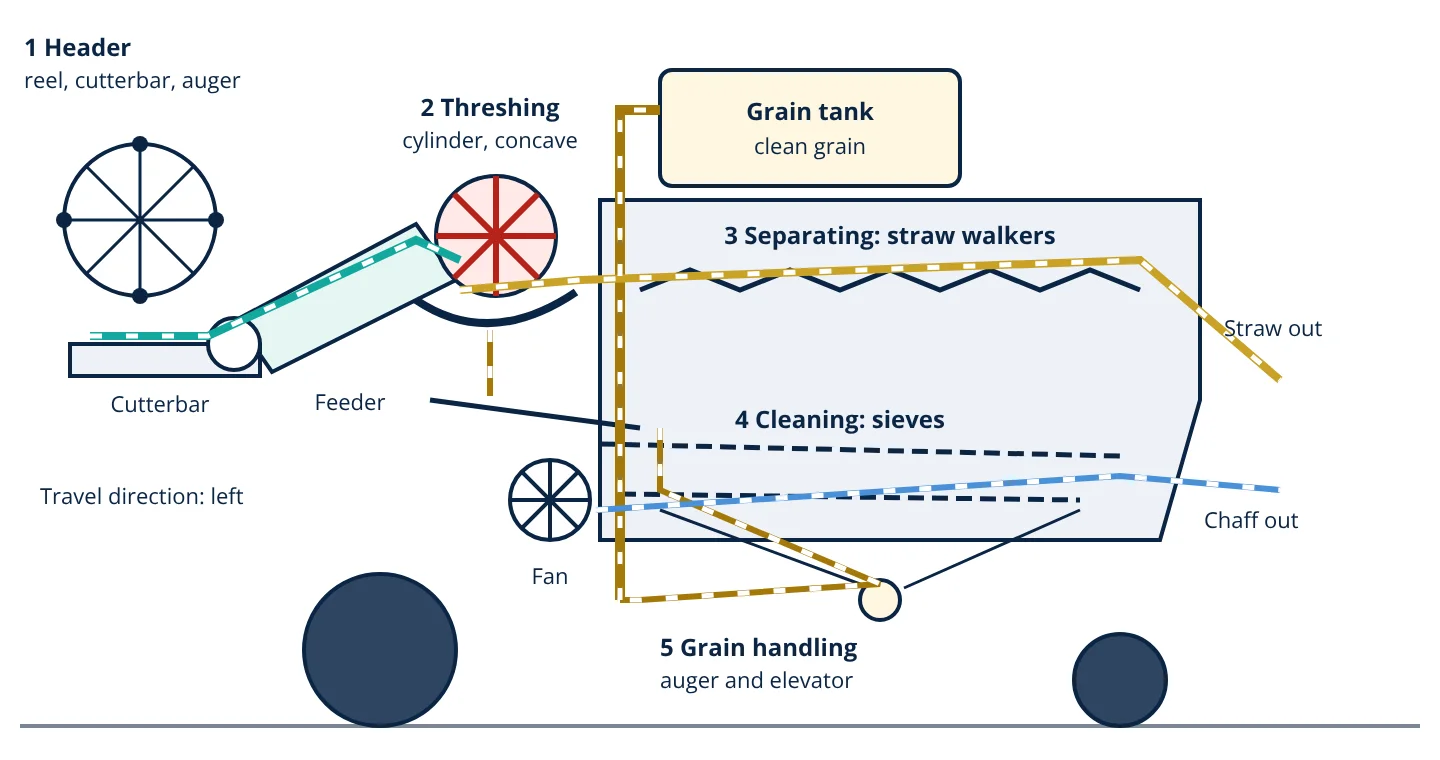 1 Header
reel, cutterbar, auger
2 Threshing
cylinder, concave
Grain tank
clean grain
3 Separating: straw walkers
Straw out
Cutterbar
Feeder
4 Cleaning: sieves
Travel direction: left
Chaff out
Fan
5 Grain handling
auger and elevator